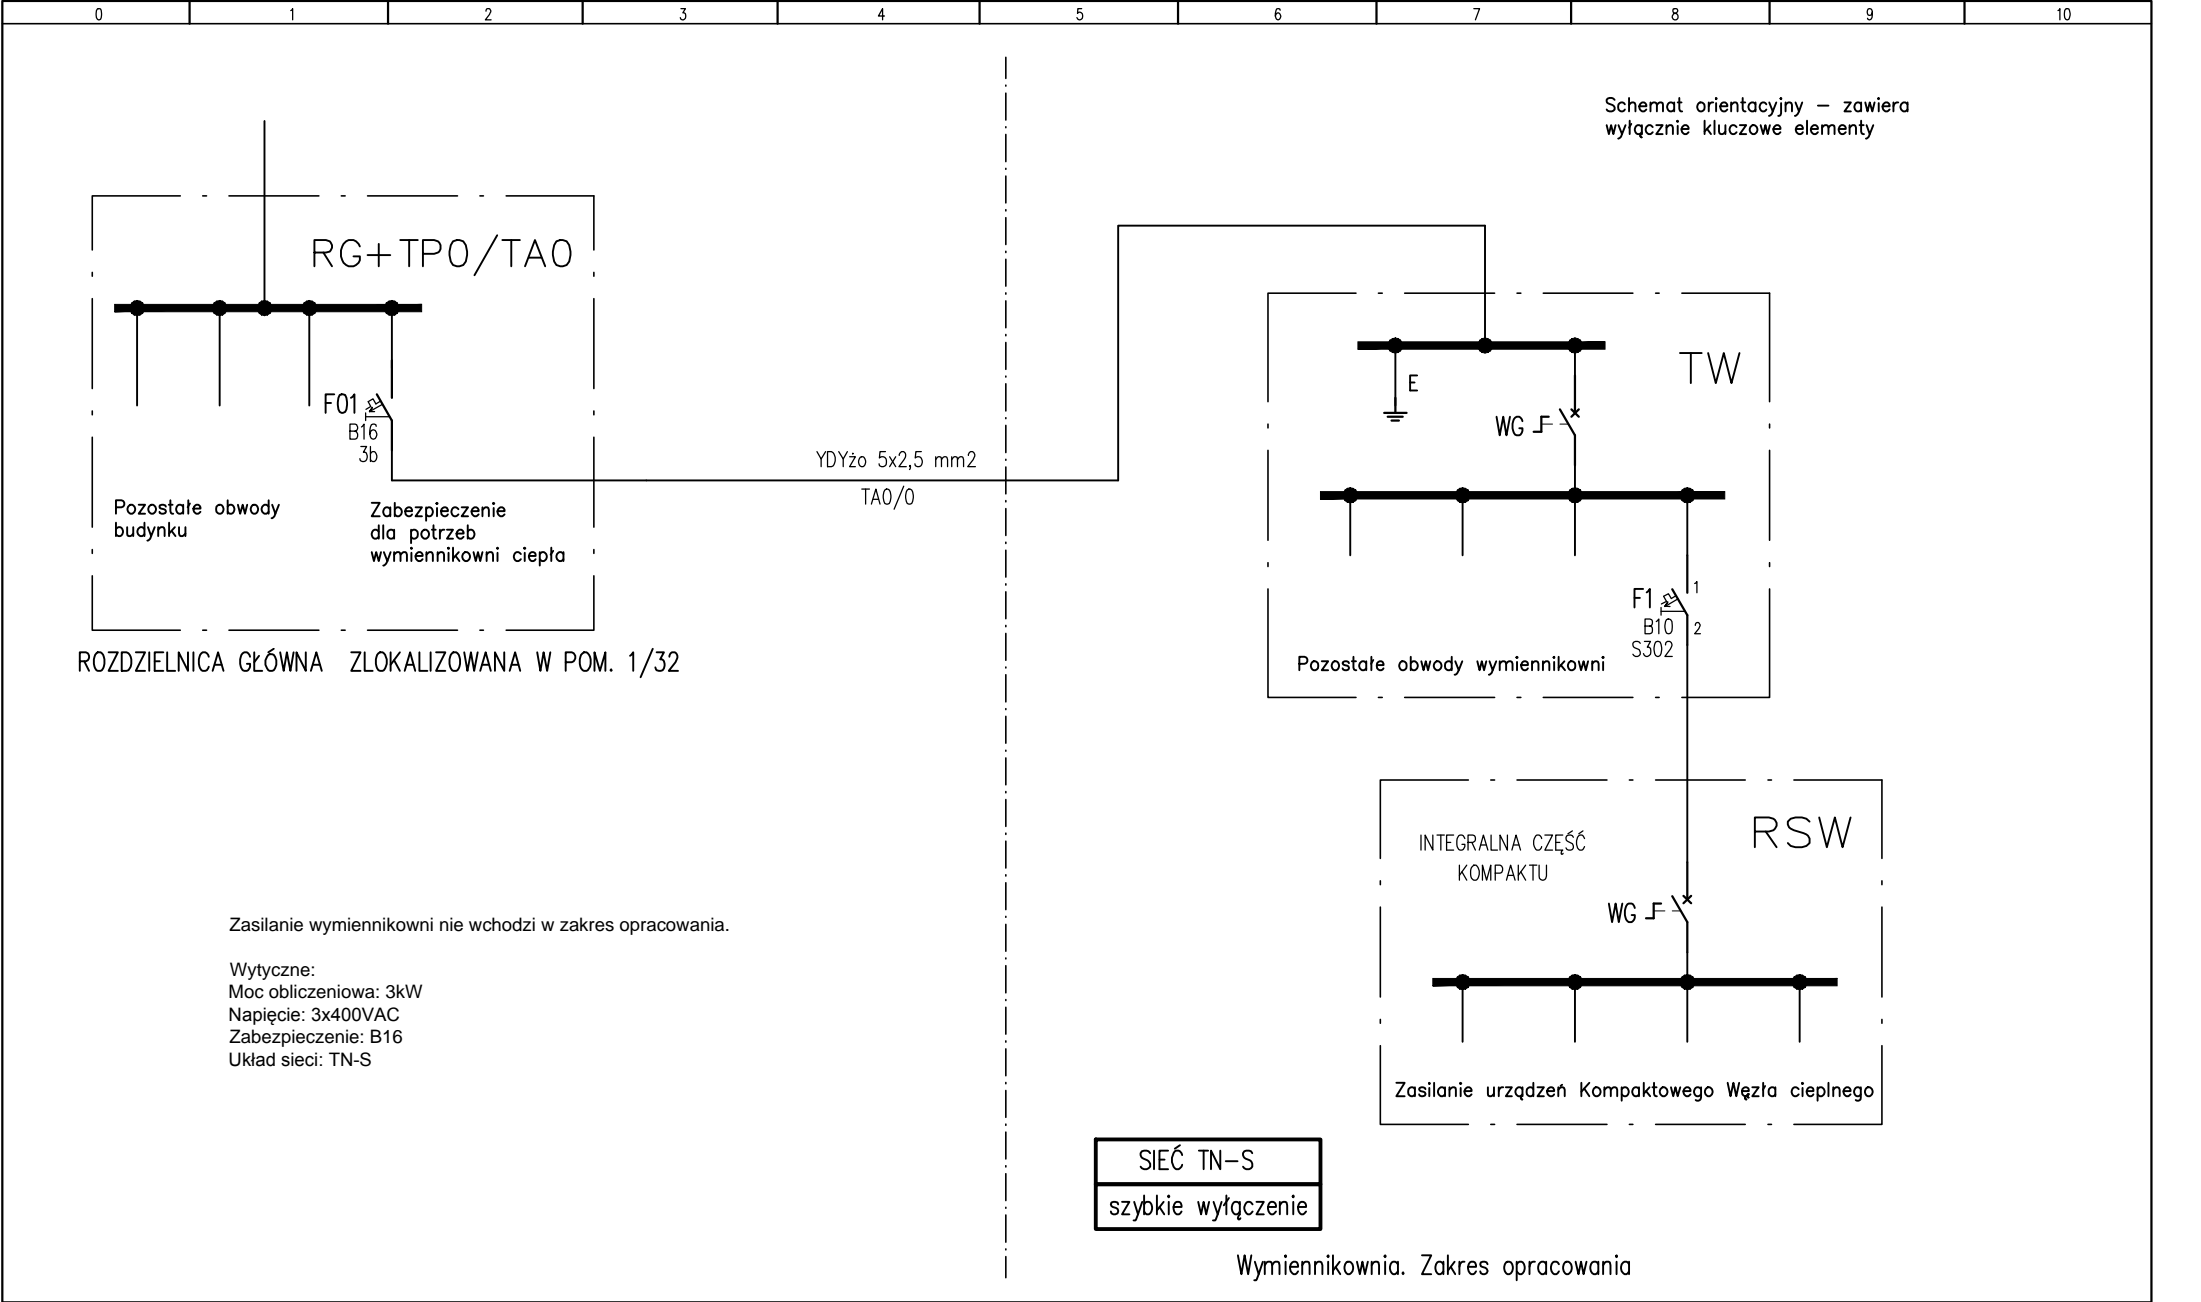 0 1 2 3 4 5 6 7 8 9 10
Schemat orientacyjny – zawiera
wyłącznie kluczowe elementy
RG+TP0/TA0
F01
B16
3b
Pozostałe obwody
budynku
Zabezpieczenie
dla potrzeb
wymiennikowni ciepła
ROZDZIELNICA GŁÓWNA ZLOKALIZOWANA W POM. 1/32
YDYżo 5x2,5 mm2
TA0/0
TW
E
WG
F1
1
B10
2
S302
Pozostałe obwody wymiennikowni
RSW
INTEGRALNA CZĘŚĆ
KOMPAKTU
WG
Zasilanie urządzeń Kompaktowego Węzła cieplnego
Zasilanie wymiennikowni nie wchodzi w zakres opracowania.
Wytyczne:
Moc obliczeniowa: 3kW
Napięcie: 3x400VAC
Zabezpieczenie: B16
Układ sieci: TN-S
SIEĆ TN–S
szybkie wyłączenie
Wymiennikownia. Zakres opracowania